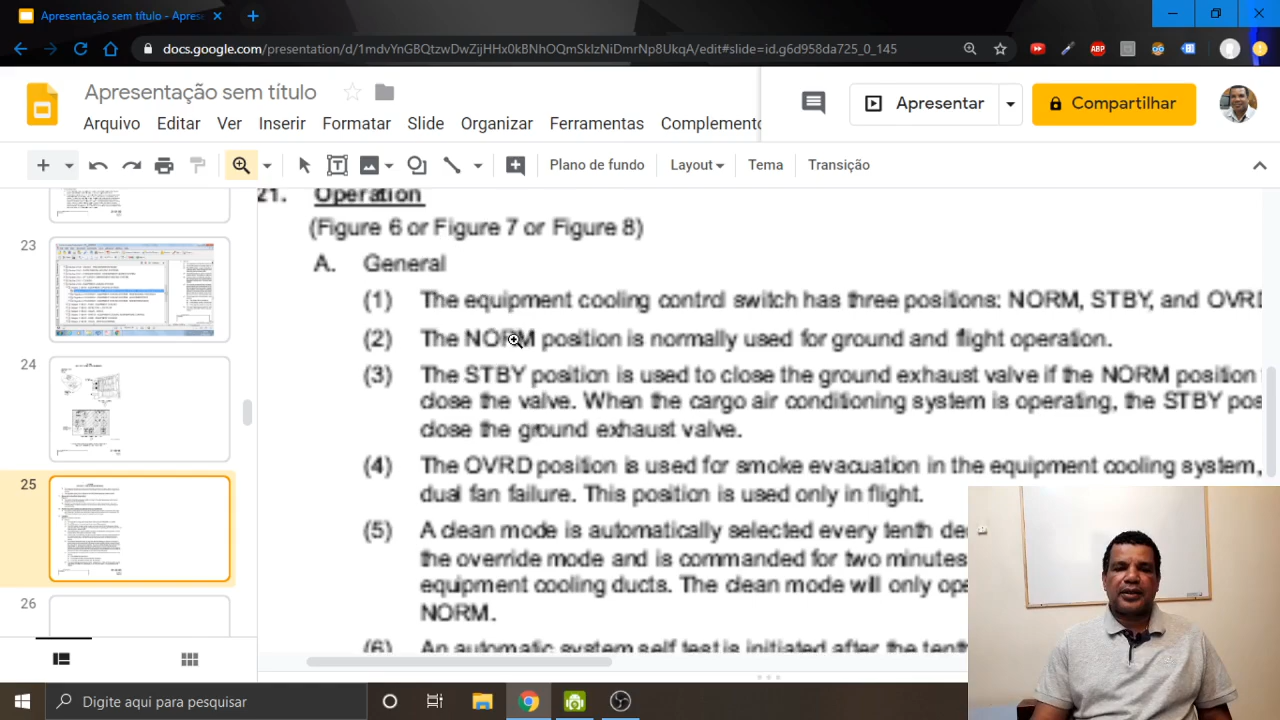 Apresentação sem título - Apres
docs.google.com/presentation/d/1mdvYnGBQtzwDwZijHHx0kBNhOQmSkIzNiDmrNp8UkqA/edit#slide=id.g6d958da725_0_145
ABP
Apresentação sem título
Apresentar
Compartilhar
Arquivo Editar Ver Inserir Formatar Slide Organizar Ferramentas Complemento
Plano de fundo Layout Tema Transição
21. Operation
(Figure 6 or Figure 7 or Figure 8)
A. General
(1) The equipment cooling control switch has three positions: NORM, STBY, and OVRD
(2) The NORM position is normally used for ground and flight operation.
(3) The STBY position is used to close the ground exhaust valve if the NORM position
close the valve. When the cargo air conditioning system is operating, the STBY pos
close the ground exhaust valve.
(4) The OVRD position is used for smoke evacuation in the equipment cooling system,
dual fan failure. This position is used only in flight.
(5) A clean mode is automatically selected every tenth de
the override mode and is commanded for two minutes
equipment cooling ducts. The clean mode will only ope
NORM.
(6) An automatic system self test is initiated after the tenth
23
24
25
26
Digite aqui para pesquisar